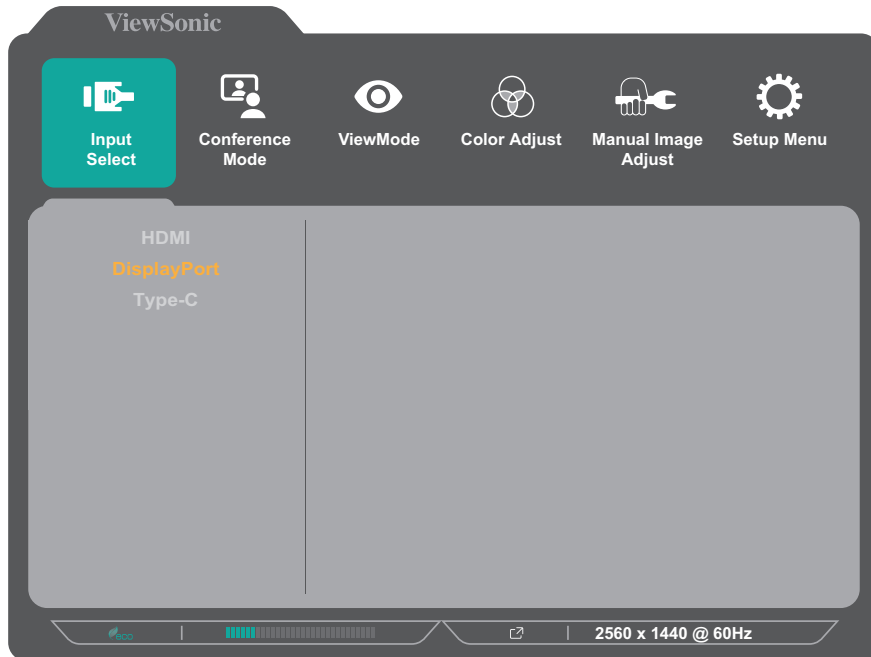 ViewSonic
Input
Select
Conference
Mode
ViewMode
Color Adjust
Manual Image
Adjust
Setup Menu
HDMI
DisplayPort
Type-C
eco
2560 x 1440 @ 60Hz